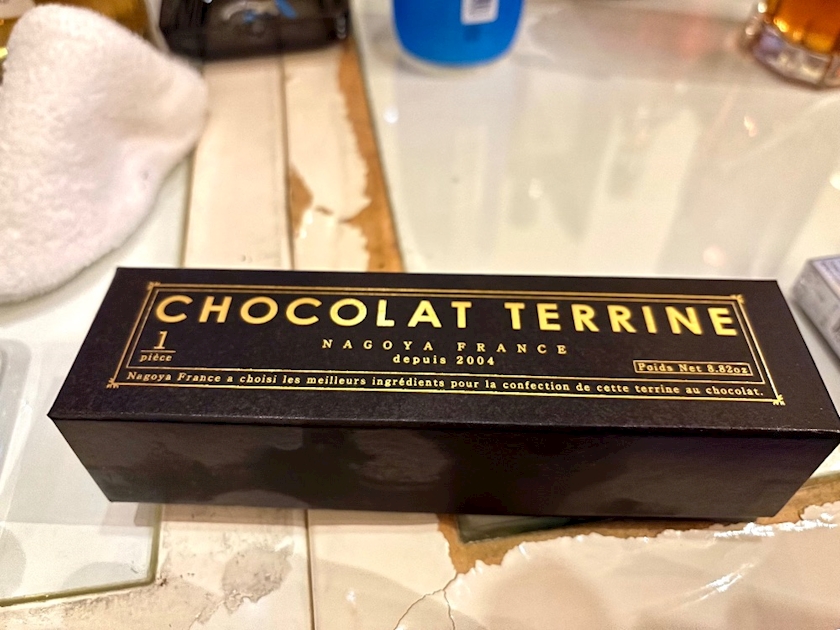 CHOCOLAT TERRINE
1
pièce
NAGOYA FRANCE
depuis 2004
Poids Net 8.82oz
Nagoya France a choisi les meilleurs ingrédients pour la confection de cette terrine au chocolat.